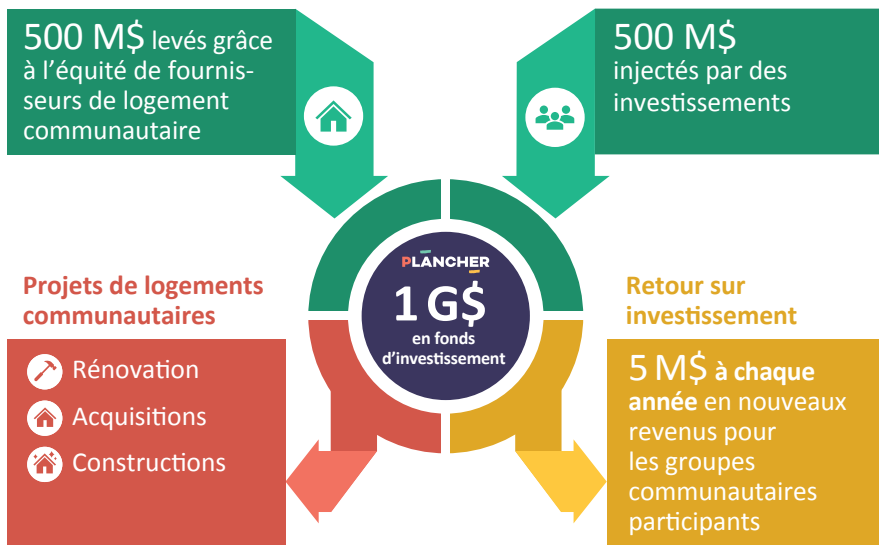 500 M$ levés grâce
à l’équité de fournis-
seurs de logement
communautaire
500 M$
injectés par des
investissements
PLANCHER
1 G$
en fonds
d’investissement
Projets de logements
communautaires
Rénovation
Acquisitions
Constructions
Retour sur
investissement
5 M$ à chaque
année en nouveaux
revenus pour
les groupes
communautaires
participants